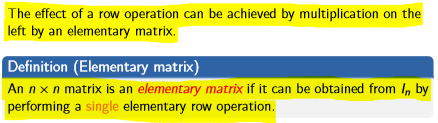 The effect of a row operation can be achieved by multiplication on the
left by an elementary matrix.
Definition (Elementary matrix)
An n × n matrix is an elementary matrix if it can be obtained from Iₙ by
performing a single elementary row operation.